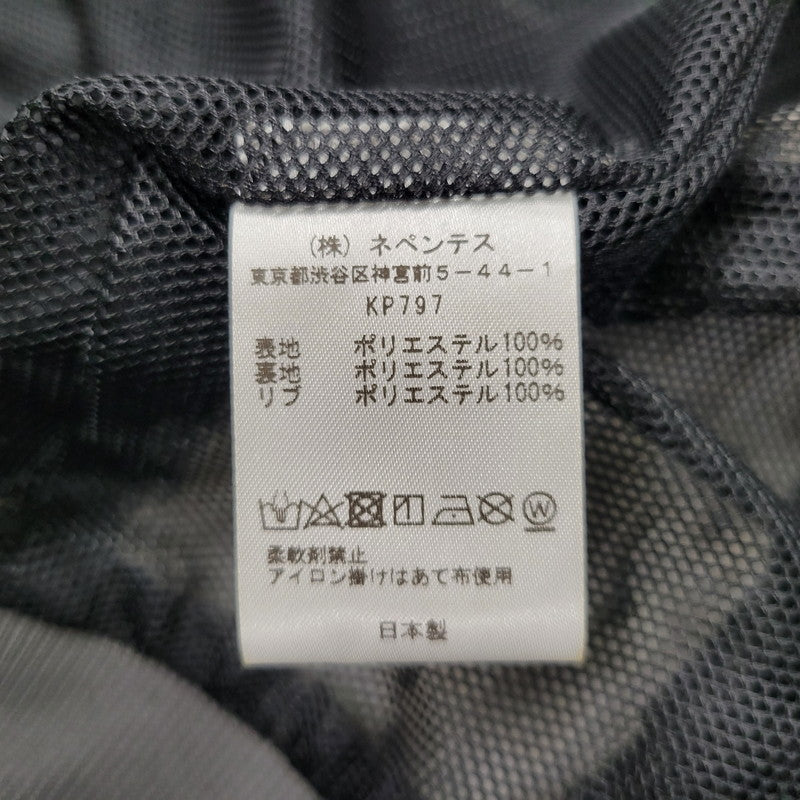 （株）ネペンテス
東京都渋谷区神宮前５－４４－１
KP797
表地 ポリエステル100%
裏地 ポリエステル100%
リブ ポリエステル100%
W
柔軟剤禁止
アイロン掛けはあて布使用
日本製